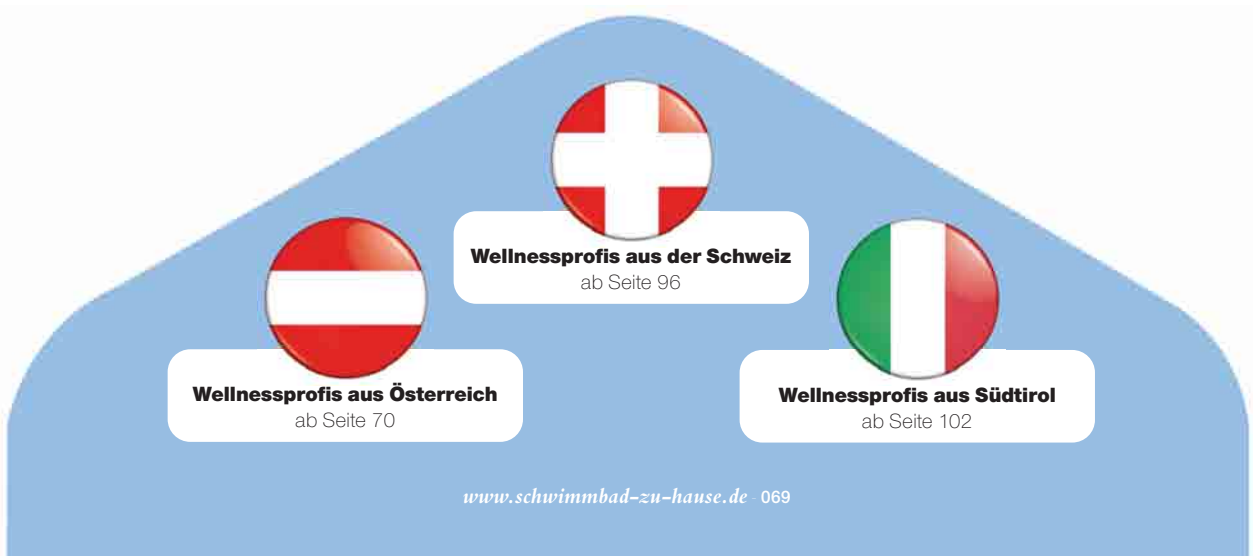 Wellnessprofis aus der Schweiz
ab Seite 96
Wellnessprofis aus Österreich
ab Seite 70
Wellnessprofis aus Südtirol
ab Seite 102
www.schwimmbad-zu-hause.de · 069